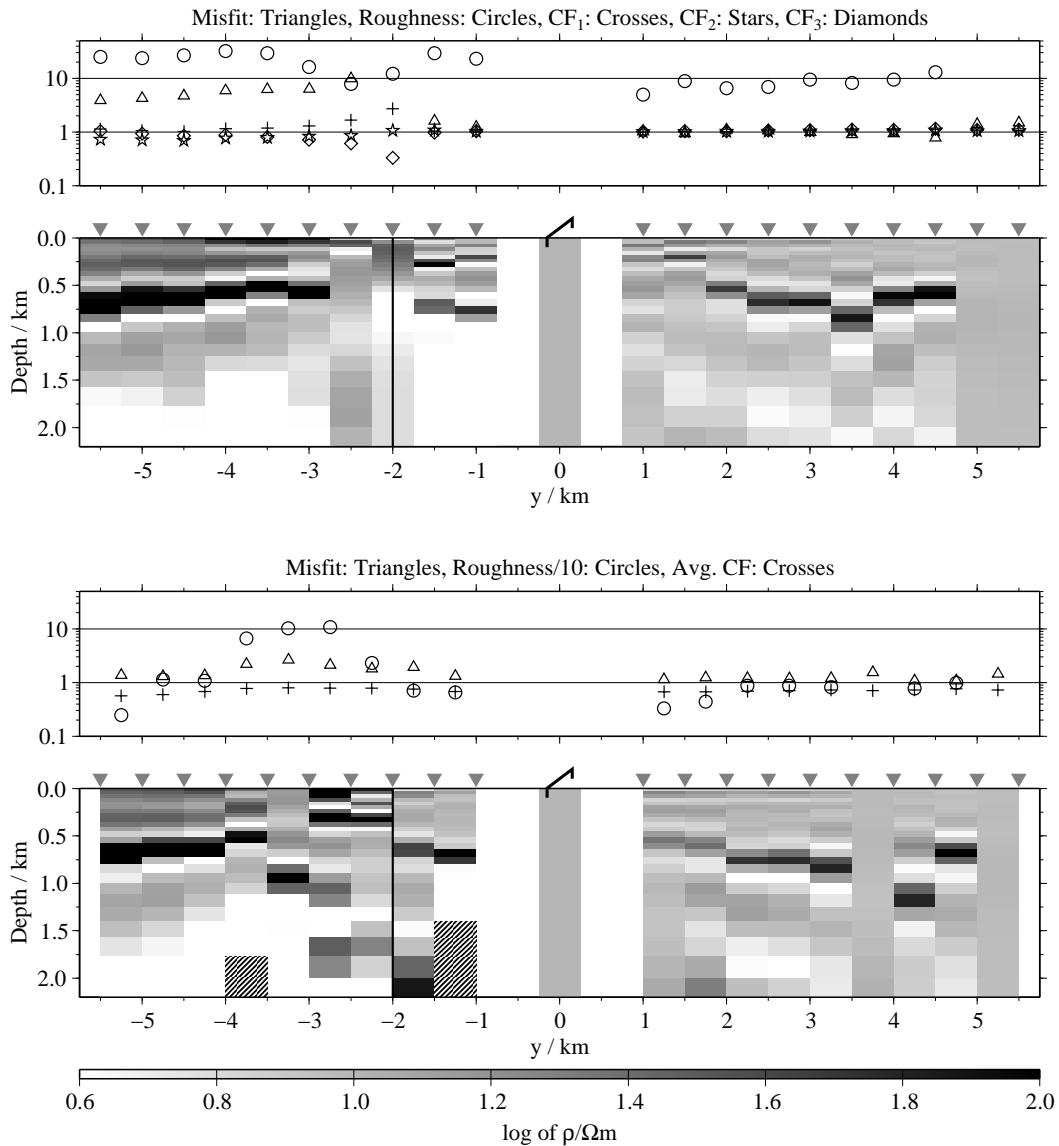 Misfit: Triangles, Roughness: Circles, CF₁: Crosses, CF₂: Stars, CF₃: Diamonds
10
1
0.1
0.0
0.5
1.0
1.5
2.0
Depth / km
-5 -4 -3 -2 -1 0 1 2 3 4 5
y / km
Misfit: Triangles, Roughness/10: Circles, Avg. CF: Crosses
10
1
0.1
0.0
0.5
1.0
1.5
2.0
Depth / km
−5 −4 −3 −2 −1 0 1 2 3 4 5
y / km
0.6 0.8 1.0 1.2 1.4 1.6 1.8 2.0
log of ρ/Ωm